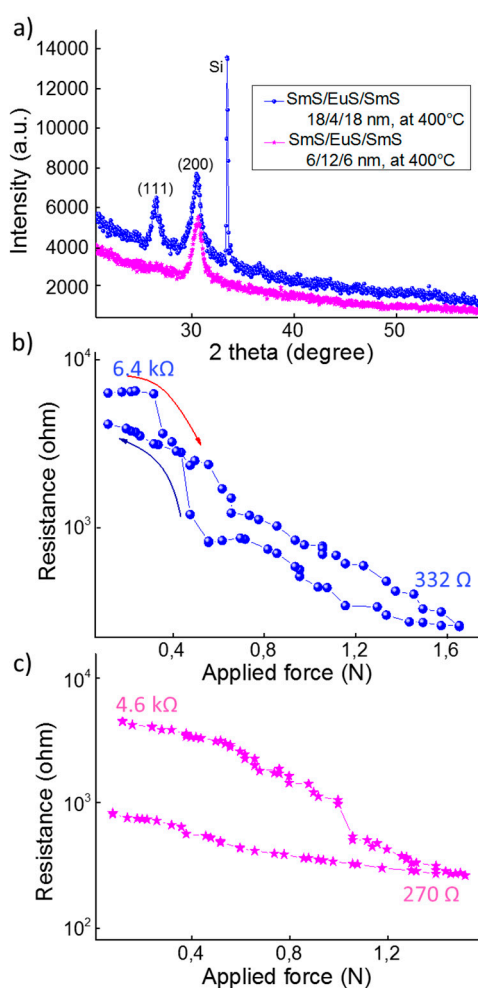 a)
14000
12000
10000
8000
6000
4000
2000
Intensity (a.u.)
Si
(111)
(200)
SmS/EuS/SmS
18/4/18 nm, at 400°C
SmS/EuS/SmS
6/12/6 nm, at 400°C
30
40
50
2 theta (degree)
b)
10⁴
10³
Resistance (ohm)
6.4 kΩ
332 Ω
0,4
0,8
1,2
1,6
Applied force (N)
c)
10⁴
10³
10²
Resistance (ohm)
4.6 kΩ
270 Ω
0,4
0,8
1,2
Applied force (N)